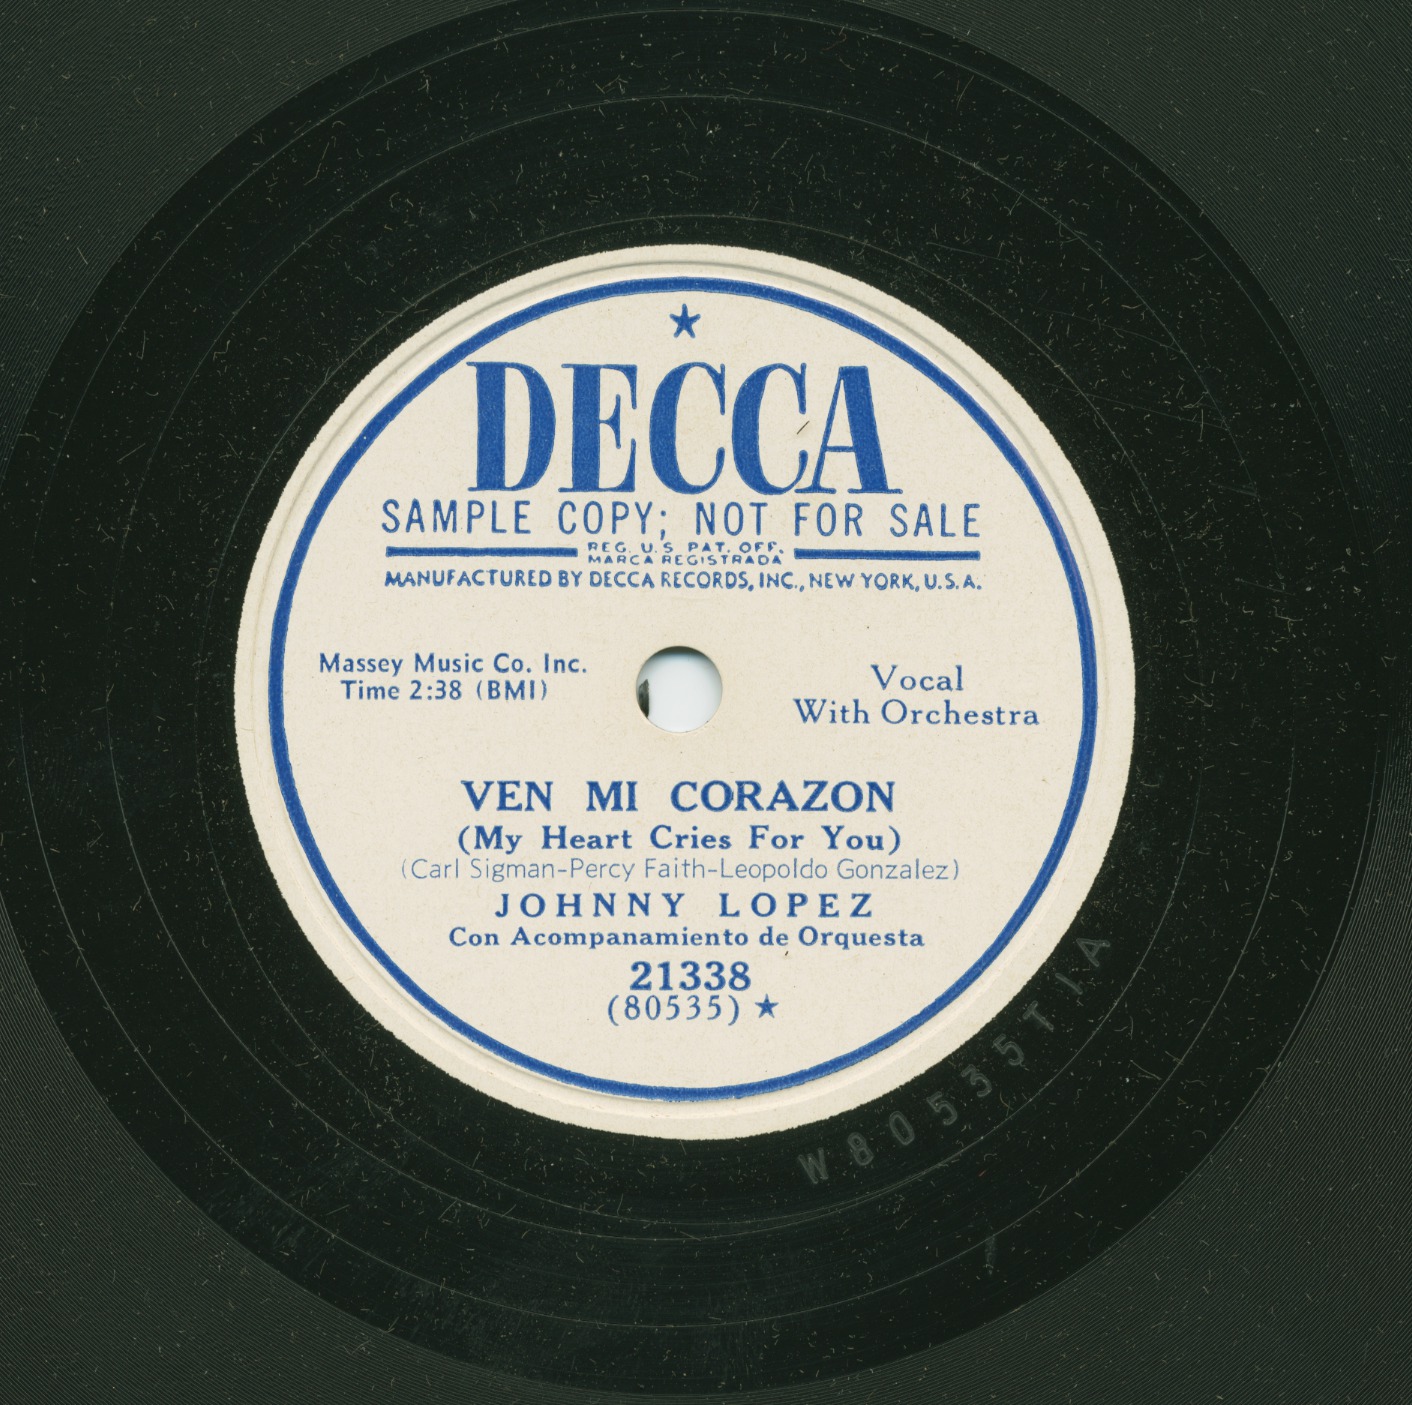 DECCA
SAMPLE COPY; NOT FOR SALE
REG. U.S. PAT. OFF.
MARCA REGISTRADA
MANUFACTURED BY DECCA RECORDS, INC., NEW YORK, U.S.A.
Massey Music Co. Inc.
Time 2:38 (BMI)
Vocal
With Orchestra
VEN MI CORAZON
(My Heart Cries For You)
(Carl Sigman-Percy Faith-Leopoldo Gonzalez)
JOHNNY LOPEZ
Con Acompanamiento de Orquesta
21338
(80535) ★
W80535T1A